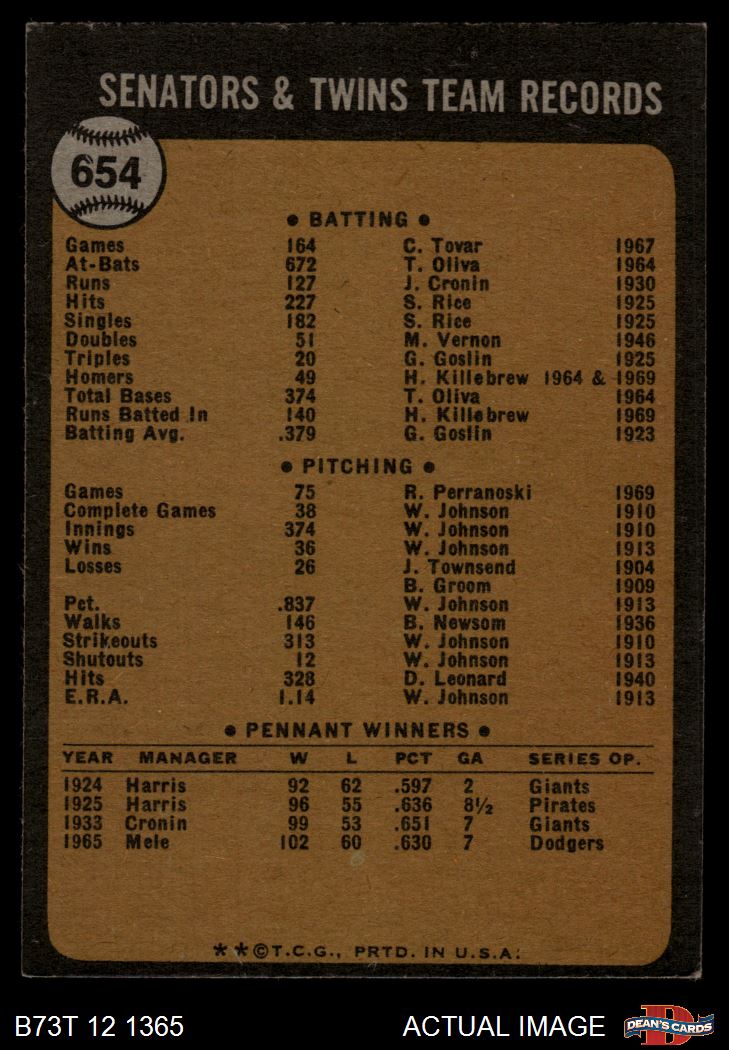 SENATORS & TWINS TEAM RECORDS
654
• BATTING •
Games 164 C. Tovar 1967
At-Bats 672 T. Oliva 1964
Runs 127 J. Cronin 1930
Hits 227 S. Rice 1925
Singles 182 S. Rice 1925
Doubles 51 M. Vernon 1946
Triples 20 G. Goslin 1925
Homers 49 H. Killebrew 1964 & 1969
Total Bases 374 T. Oliva 1964
Runs Batted In 140 H. Killebrew 1969
Batting Avg. .379 G. Goslin 1923
• PITCHING •
Games 75 R. Perranoski 1969
Complete Games 38 W. Johnson 1910
Innings 374 W. Johnson 1910
Wins 36 W. Johnson 1913
Losses 26 J. Townsend 1904
B. Groom 1909
Pct. .837 W. Johnson 1913
Walks 146 B. Newsom 1936
Strikeouts 313 W. Johnson 1910
Shutouts 12 W. Johnson 1913
Hits 328 D. Leonard 1940
E.R.A. 1.14 W. Johnson 1913
• PENNANT WINNERS •
YEAR MANAGER W L PCT GA SERIES OP.
1924 Harris 92 62 .597 2 Giants
1925 Harris 96 55 .636 8½ Pirates
1933 Cronin 99 53 .651 7 Giants
1965 Mele 102 60 .630 7 Dodgers
**©T.C.G., PRTD. IN U.S.A.
B73T 12 1365 ACTUAL IMAGE DEAN'S CARDS